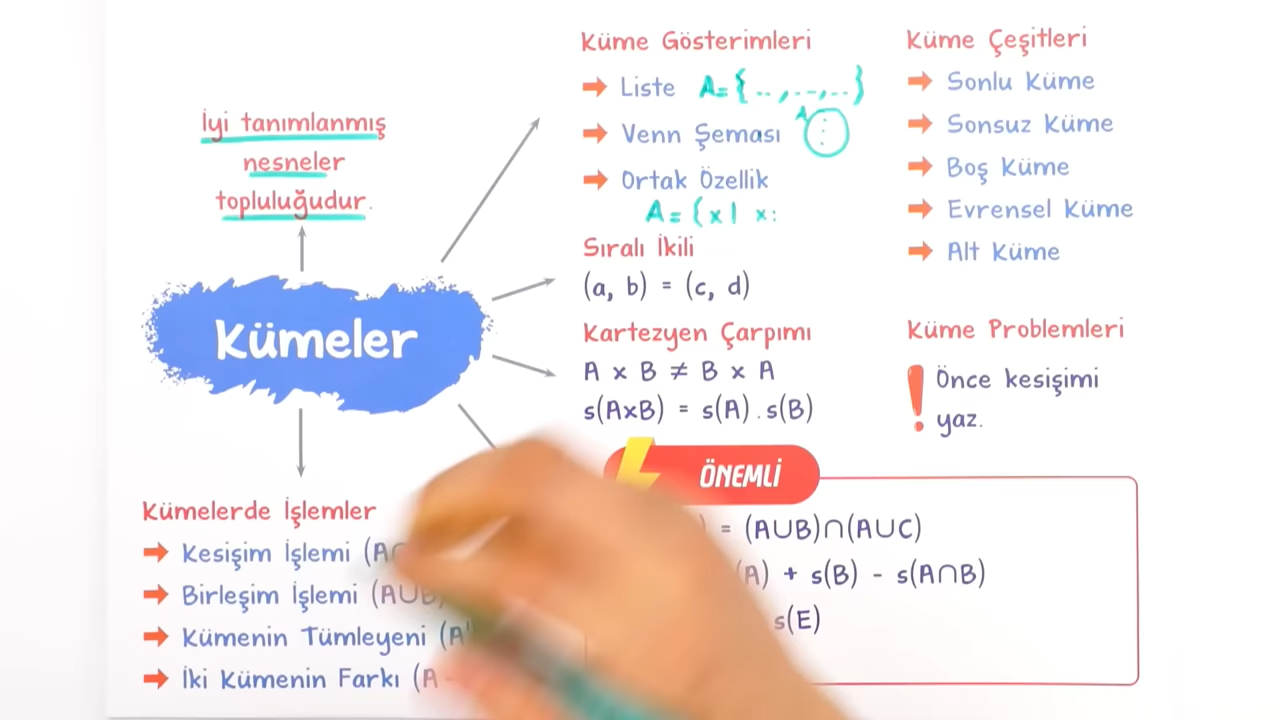 İyi tanımlanmış
nesneler
topluluğudur.
Kümeler
Küme Gösterimleri
Liste A={..,..,..}
Venn Şeması A
Ortak Özellik
A={x| x:
Sıralı İkili
(a, b) = (c, d)
Kartezyen Çarpımı
A x B ≠ B x A
s(AxB) = s(A).s(B)
Küme Çeşitleri
Sonlu Küme
Sonsuz Küme
Boş Küme
Evrensel Küme
Alt Küme
Küme Problemleri
Önce kesişimi
yaz.
Kümelerde İşlemler
Kesişim İşlemi (A∩
Birleşim İşlemi (A∪B)
Kümenin Tümleyeni (A'
İki Kümenin Farkı (A -
ÖNEMLİ
) = (A∪B)∩(A∪C)
(A) + s(B) - s(A∩B)
s(E)